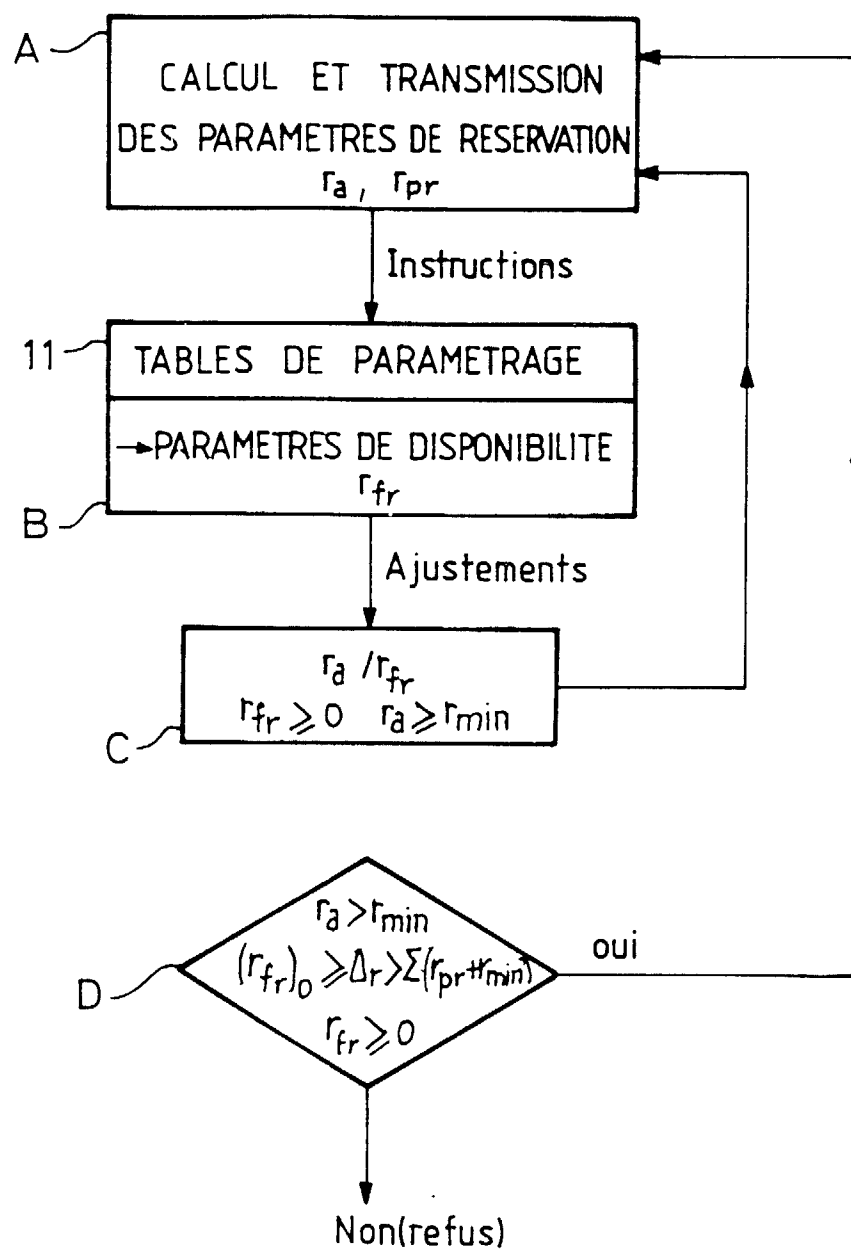 A
CALCUL ET TRANSMISSION
DES PARAMETRES DE RESERVATION
ra, rpr
Instructions
11
TABLES DE PARAMETRAGE
→PARAMETRES DE DISPONIBILITE
rfr
B
Ajustements
ra /rfr
rfr ⩾ 0 ra ⩾ rmin
C
ra > rmin
(rfr)0 ⩾ Δr > Σ(rpr+rmin)
rfr ⩾ 0
D
oui
Non(refus)